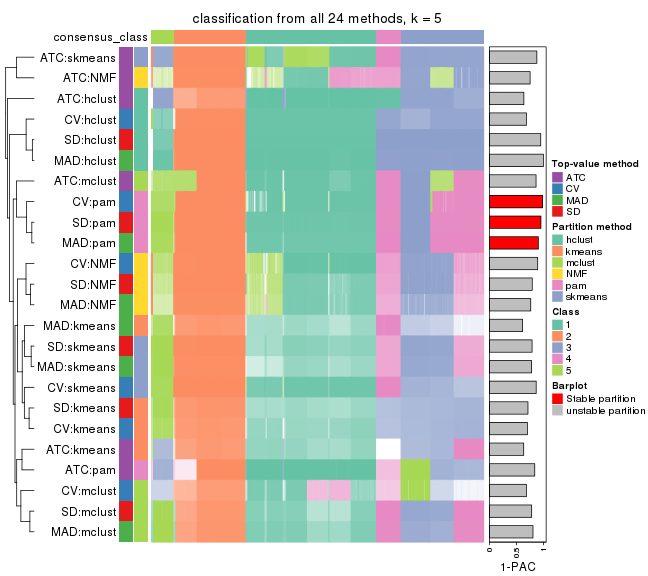 classification from all 24 methods, k = 5
consensus_class
ATC:skmeans
ATC:NMF
ATC:hclust
CV:hclust
SD:hclust
MAD:hclust
ATC:mclust
CV:pam
SD:pam
MAD:pam
CV:NMF
SD:NMF
MAD:NMF
MAD:kmeans
SD:skmeans
MAD:skmeans
CV:skmeans
SD:kmeans
CV:kmeans
ATC:kmeans
ATC:pam
CV:mclust
SD:mclust
MAD:mclust
0
0.5
1
1-PAC
Top-value method
ATC
CV
MAD
SD
Partition method
hclust
kmeans
mclust
NMF
pam
skmeans
Class
1
2
3
4
5
Barplot
Stable partition
unstable partition